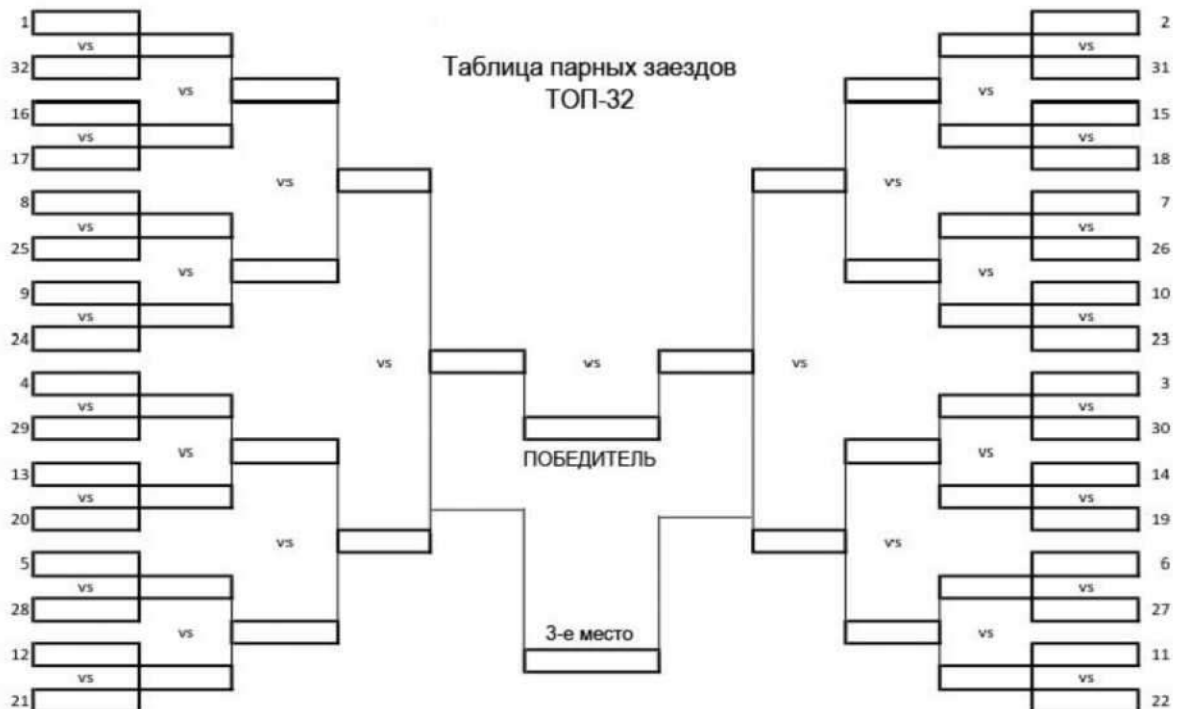 Таблица парных заездов
ТОП-32
1
vs
32
vs
16
vs
17
vs
8
vs
25
vs
9
vs
24
vs
4
vs
29
vs
13
vs
20
vs
5
vs
28
vs
12
vs
21
vs
ПОБЕДИТЕЛЬ
3-е место
2
vs
31
vs
15
vs
18
vs
7
vs
26
vs
10
vs
23
vs
3
vs
30
vs
14
vs
19
vs
6
vs
27
vs
11
vs
22
vs